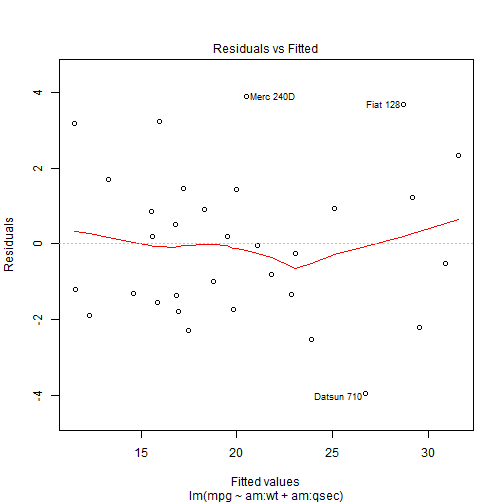 Residuals vs Fitted
Residuals
4
2
0
-2
-4
Merc 240D
Fiat 128
Datsun 710
15 20 25 30
Fitted values
lm(mpg ~ am:wt + am:qsec)